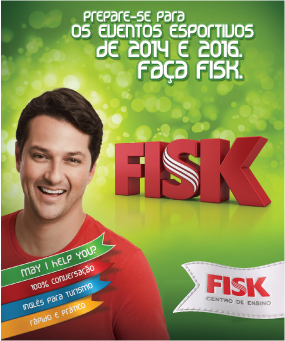 PREPARE-SE PARA
OS EVENTOS ESPORTIVOS
DE 2014 E 2016.
FAÇA FISK.
FISK
MAY I HELP YOU?
100% CONVERSAÇÃO
INGLÊS PARA TURISMO
RÁPIDO E PRÁTICO
FISK
CENTRO DE ENSINO